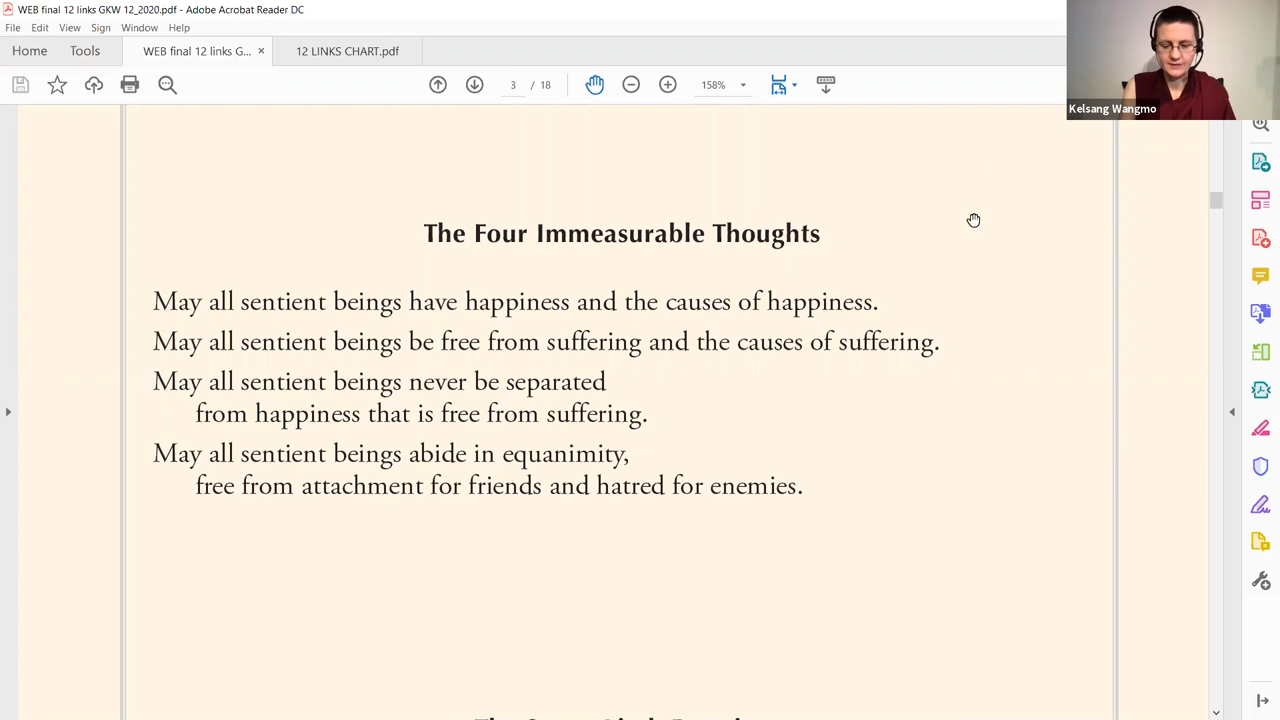 WEB final 12 links GKW 12_2020.pdf - Adobe Acrobat Reader DC
File Edit View Sign Window Help
Home Tools WEB final 12 links G... × 12 LINKS CHART.pdf
3 / 18 158%
Kelsang Wangmo
The Four Immeasurable Thoughts
May all sentient beings have happiness and the causes of happiness.
May all sentient beings be free from suffering and the causes of suffering.
May all sentient beings never be separated
from happiness that is free from suffering.
May all sentient beings abide in equanimity,
free from attachment for friends and hatred for enemies.